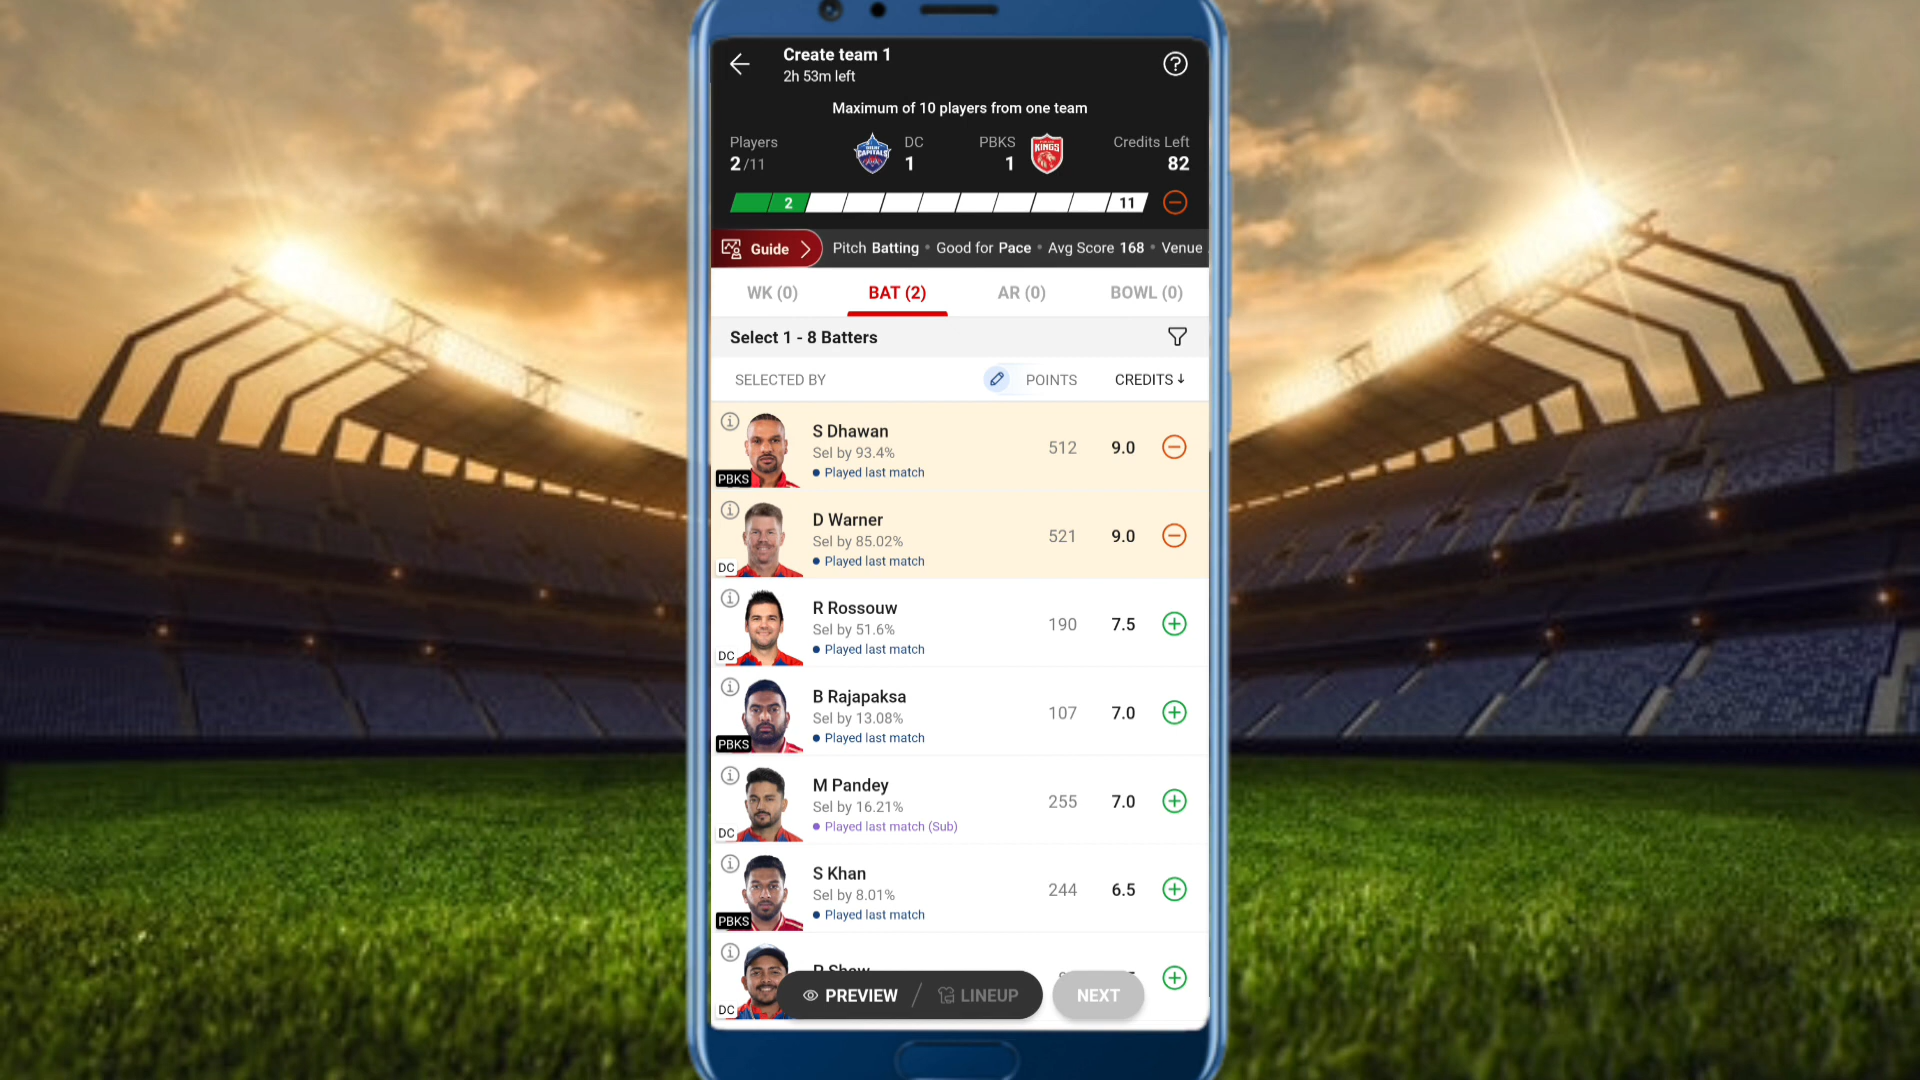 Create team 1
2h 53m left
Maximum of 10 players from one team
Players DC PBKS Credits Left
2/11 1 1 82
CAPITALS
KINGS
2 11
Guide Pitch Batting • Good for Pace • Avg Score 168 • Venue
WK (0) BAT (2) AR (0) BOWL (0)
Select 1 - 8 Batters
SELECTED BY POINTS CREDITS↓
S Dhawan
Sel by 93.4% 512 9.0
• Played last match
PBKS
D Warner
Sel by 85.02% 521 9.0
• Played last match
DC
R Rossouw
Sel by 51.6% 190 7.5
• Played last match
DC
B Rajapaksa
Sel by 13.08% 107 7.0
• Played last match
PBKS
M Pandey
Sel by 16.21% 255 7.0
• Played last match (Sub)
DC
S Khan
Sel by 8.01% 244 6.5
• Played last match
PBKS
PREVIEW / LINEUP NEXT
DC